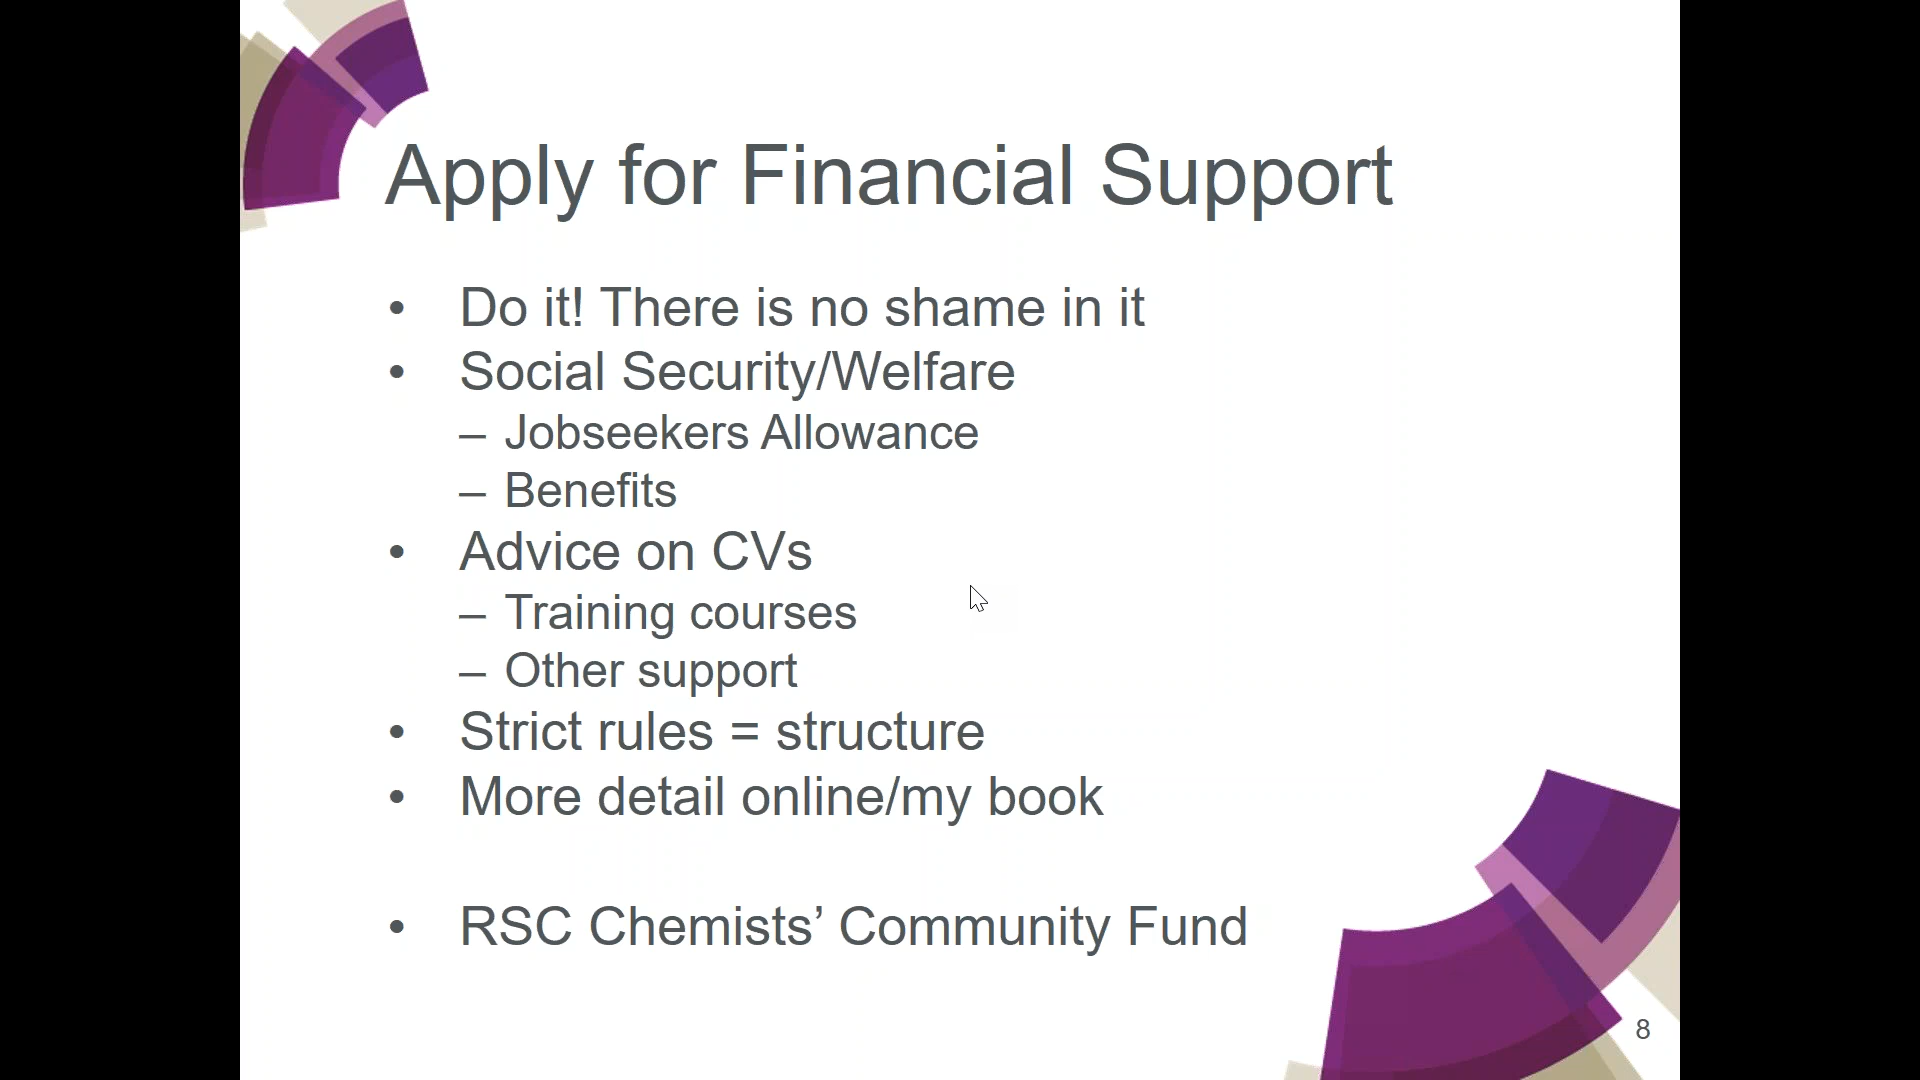 Apply for Financial Support
• Do it! There is no shame in it
• Social Security/Welfare
– Jobseekers Allowance
– Benefits
• Advice on CVs
– Training courses
– Other support
• Strict rules = structure
• More detail online/my book
• RSC Chemists’ Community Fund
8